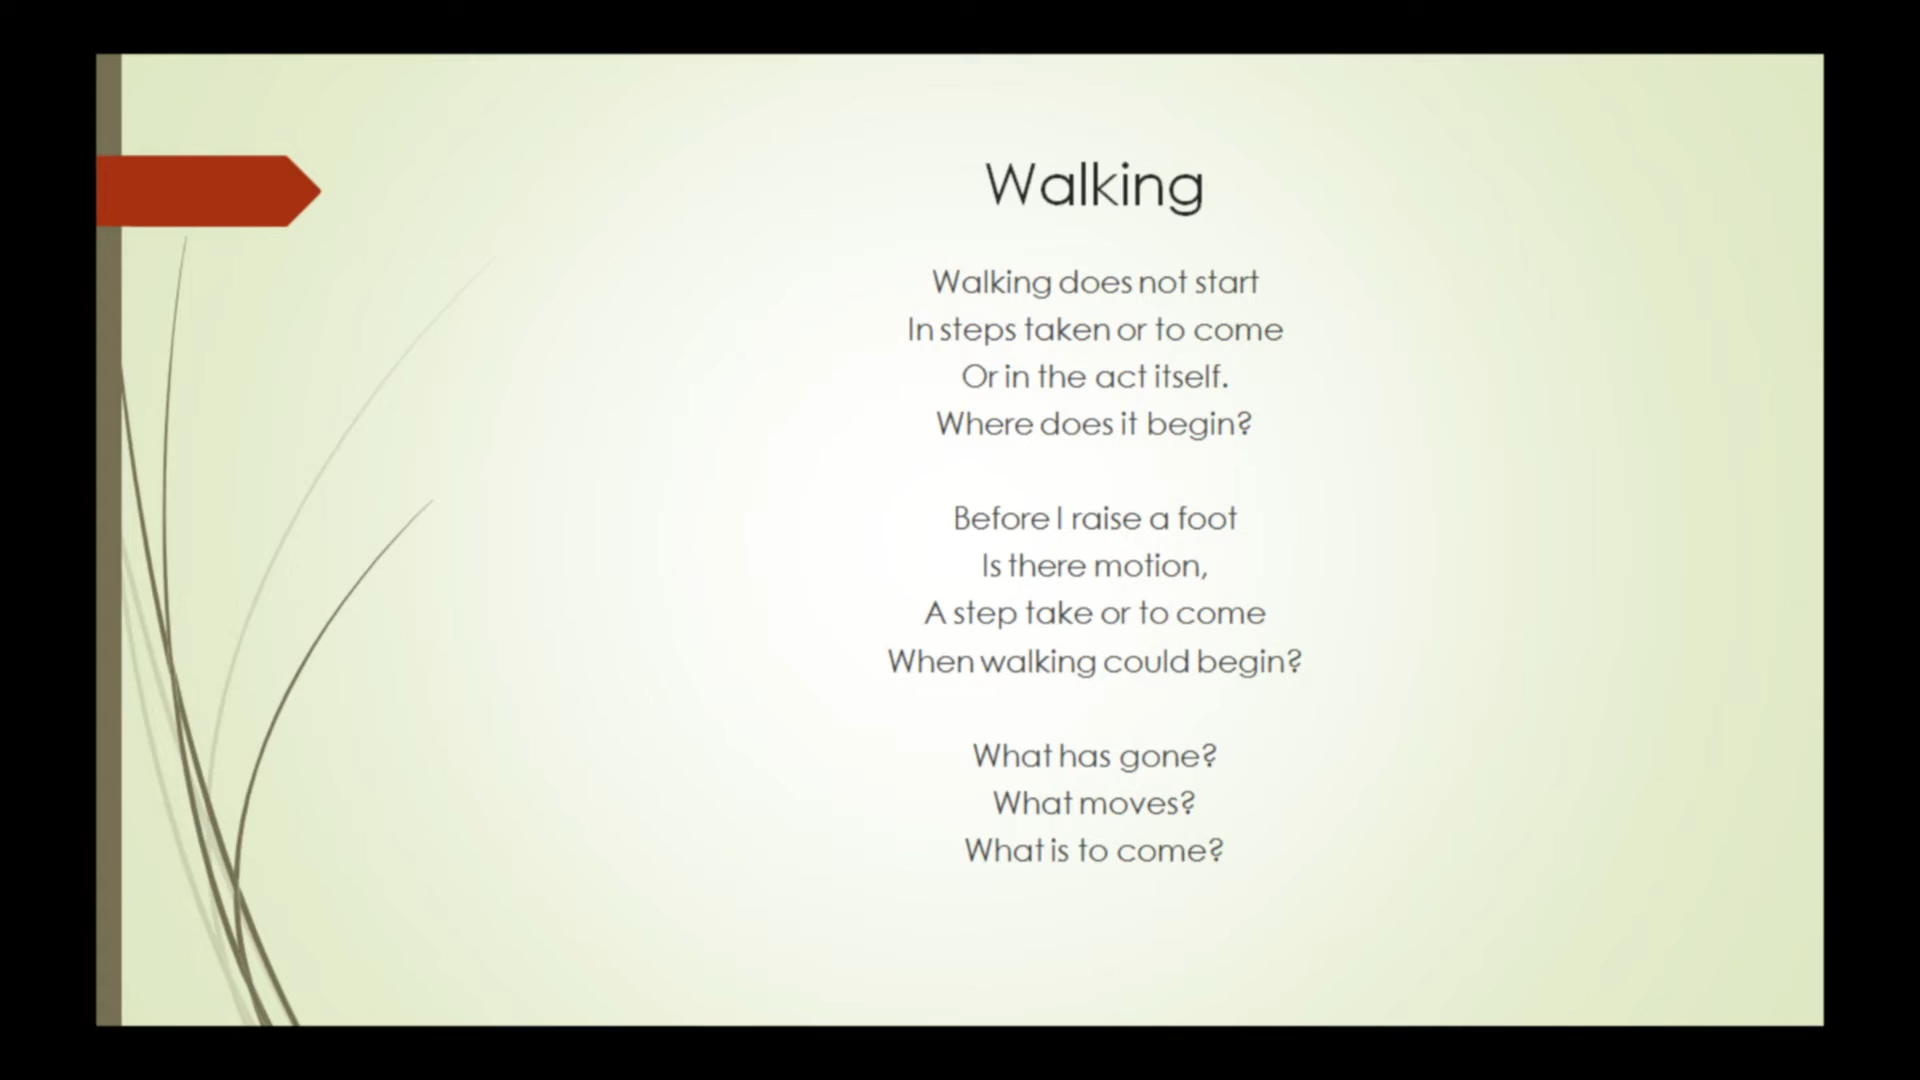 Walking
Walking does not start
In steps taken or to come
Or in the act itself.
Where does it begin?
Before I raise a foot
Is there motion,
A step take or to come
When walking could begin?
What has gone?
What moves?
What is to come?